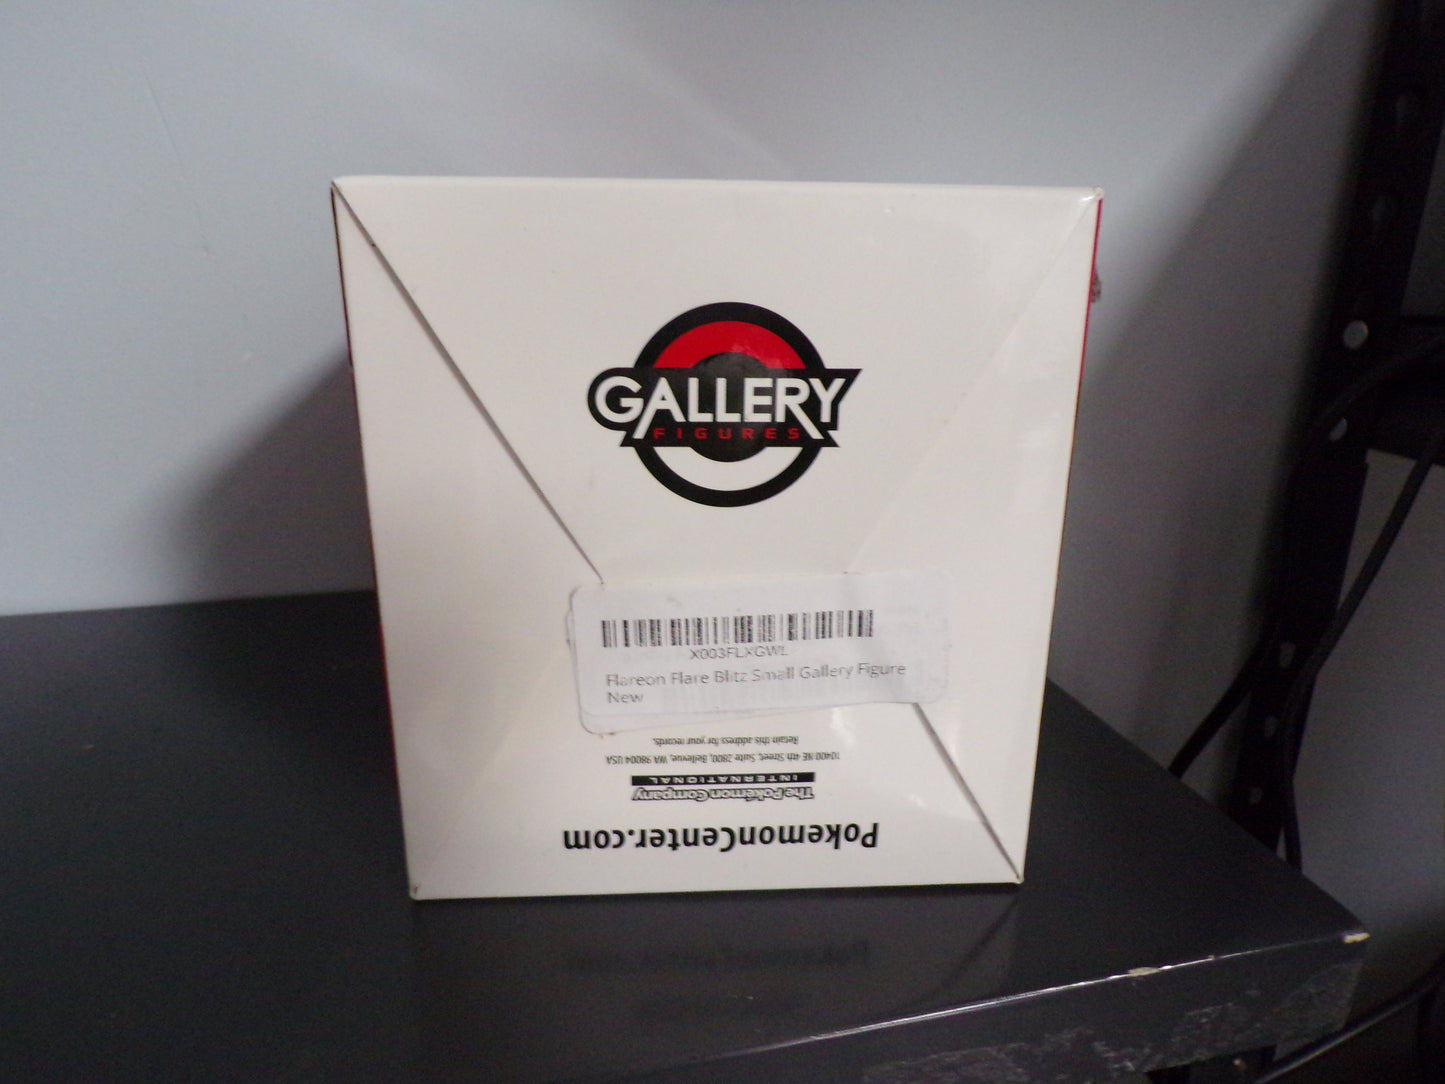 GALLERY
FIGURES
X003FLXGWL
Flareon Flare Blitz Small Gallery Figure
New
PokemonCenter.com
The Pokémon Company
INTERNATIONAL
10400 NE 4th Street, Suite 2800, Bellevue, WA 98004 USA
Retain this address for your records.